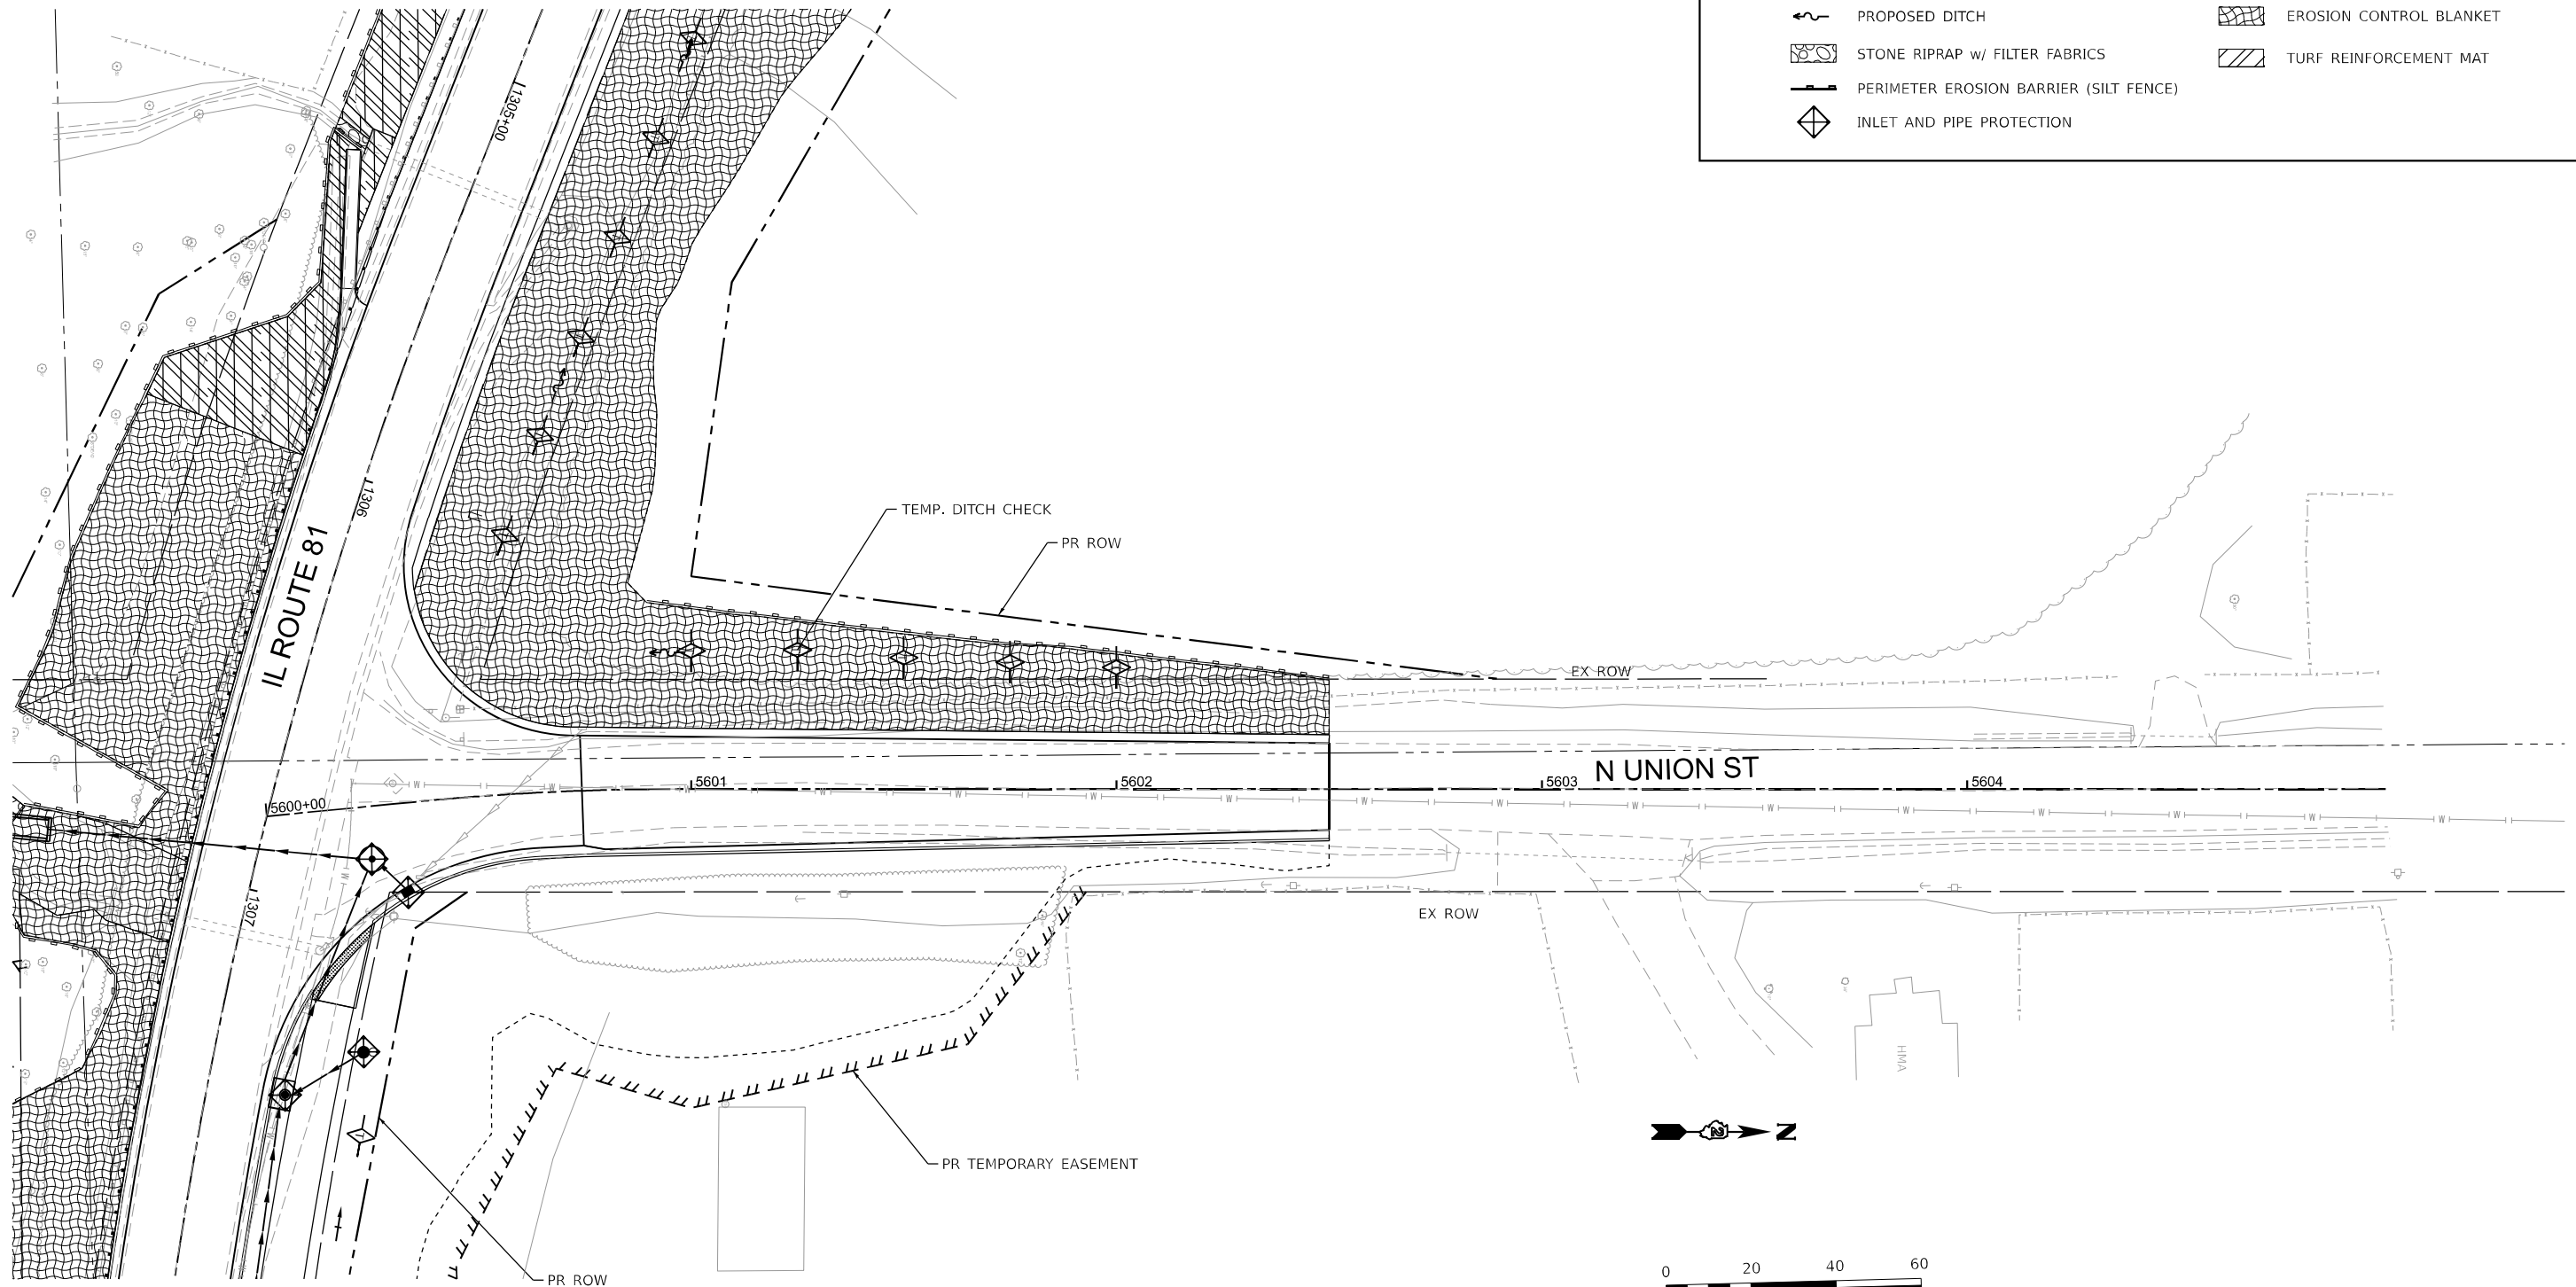 PROPOSED DITCH
EROSION CONTROL BLANKET
STONE RIPRAP w/ FILTER FABRICS
TURF REINFORCEMENT MAT
PERIMETER EROSION BARRIER (SILT FENCE)
INLET AND PIPE PROTECTION
1305+00
1306
IL ROUTE 81
TEMP. DITCH CHECK
PR ROW
EX ROW
N UNION ST
5600+00
5601
5602
5603
5604
W W W W W W W W W W W W W W W W
1307
EX ROW
HMA
N
PR TEMPORARY EASEMENT
PR ROW
0 20 40 60